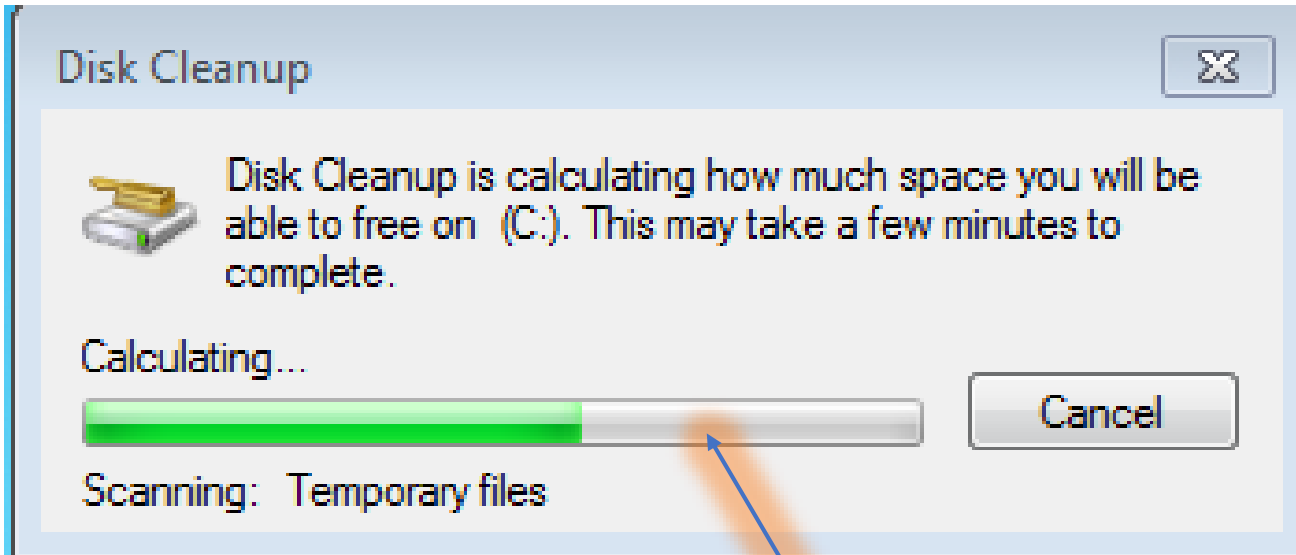 Disk Cleanup
Disk Cleanup is calculating how much space you will be
able to free on  (C:). This may take a few minutes to
complete.
Calculating...
Cancel
Scanning:   Temporary files